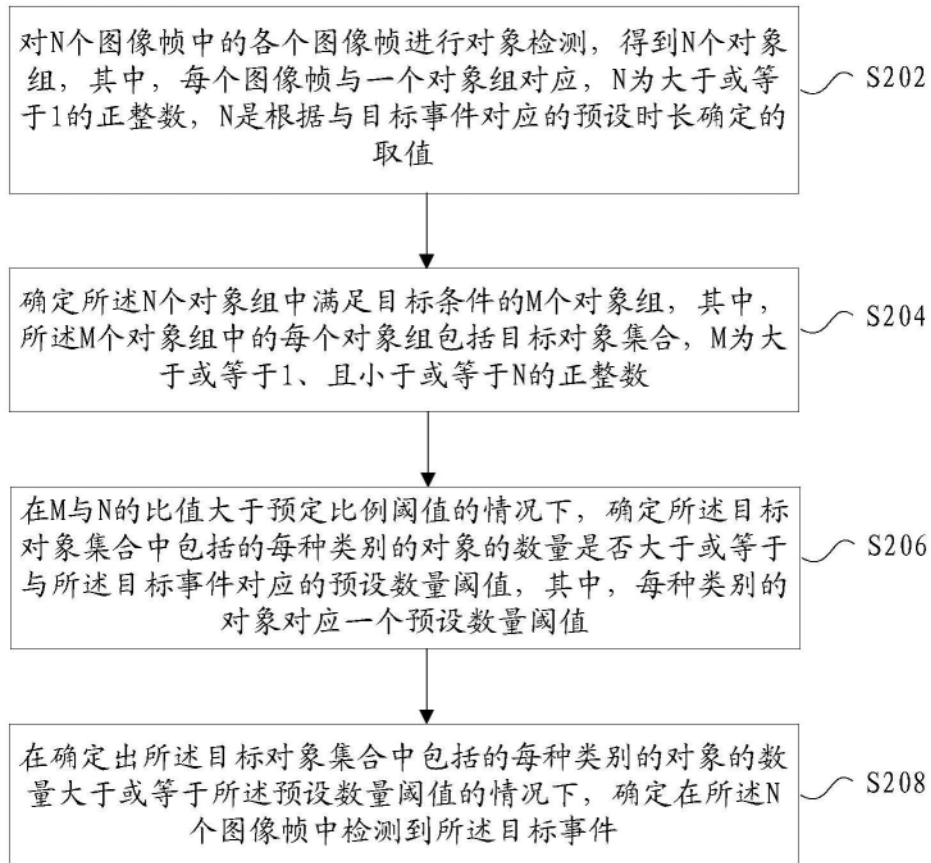 对N个图像帧中的各个图像帧进行对象检测，得到N个对象
组，其中，每个图像帧与一个对象组对应，N为大于或等
于1的正整数，N是根据与目标事件对应的预设时长确定的
取值
S202
确定所述N个对象组中满足目标条件的M个对象组，其中，
所述M个对象组中的每个对象组包括目标对象集合，M为大
于或等于1、且小于或等于N的正整数
S204
在M与N的比值大于预定比例阈值的情况下，确定所述目标
对象集合中包括的每种类别的对象的数量是否大于或等于
与所述目标事件对应的预设数量阈值，其中，每种类别的
对象对应一个预设数量阈值
S206
在确定出所述目标对象集合中包括的每种类别的对象的数
量大于或等于所述预设数量阈值的情况下，确定在所述N
个图像帧中检测到所述目标事件
S208